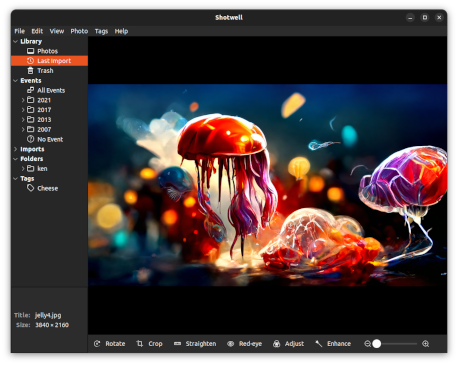 Shotwell
File Edit View Photo Tags Help
Library
Photos
Last Import
Trash
Events
All Events
2021
2017
2013
2007
No Event
Imports
Folders
ken
Tags
Cheese
Title: jelly4.jpg
Size: 3840 × 2160
Rotate Crop Straighten Red-eye Adjust Enhance